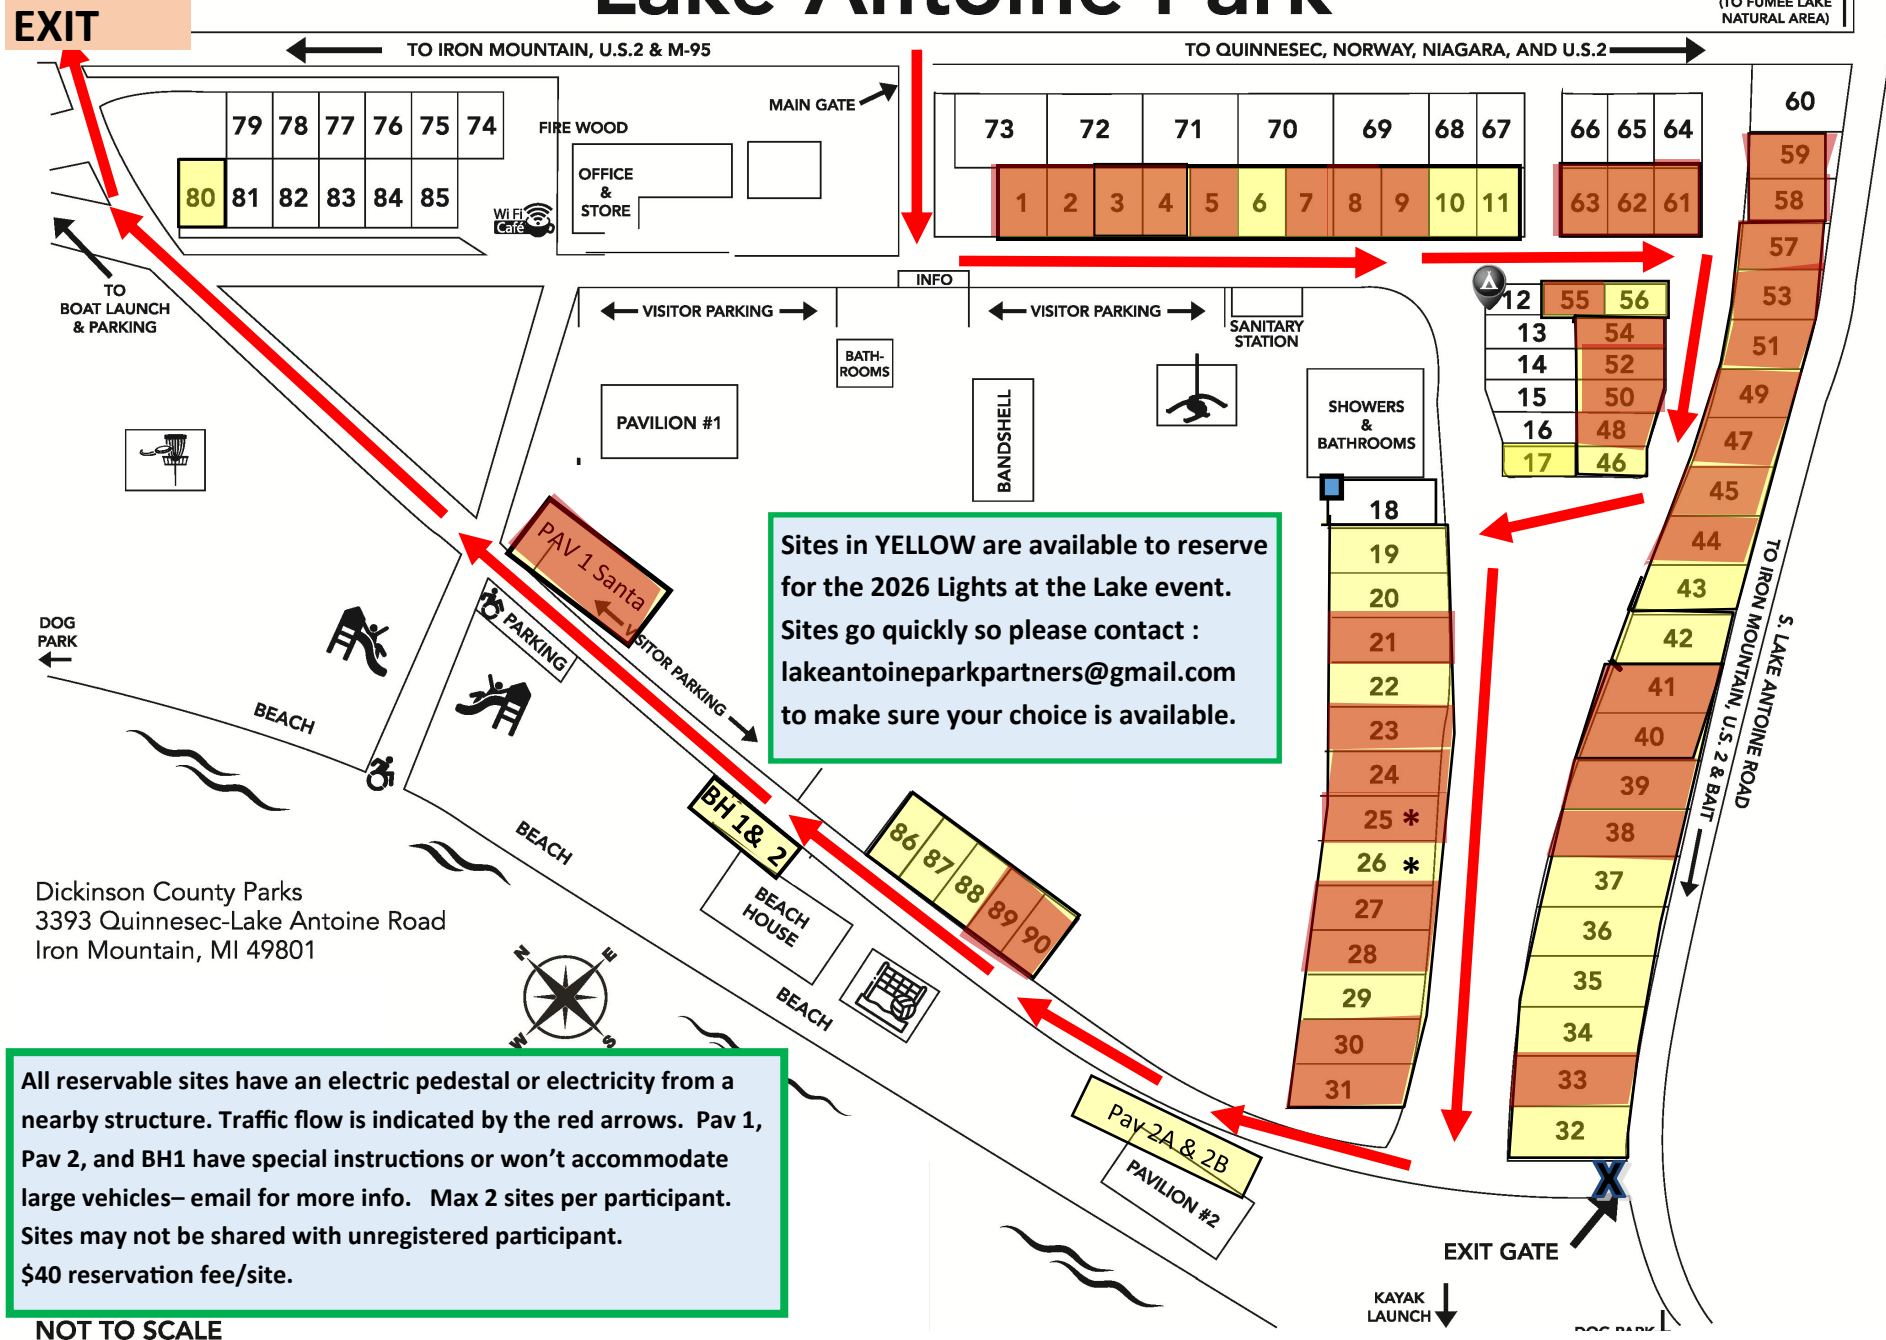 Lake Antoine Park
(TO FUMEE LAKE
NATURAL AREA)
EXIT
TO IRON MOUNTAIN, U.S.2 & M-95
TO QUINNESEC, NORWAY, NIAGARA, AND U.S.2
MAIN GATE
79 78 77 76 75 74
80 81 82 83 84 85
FIRE WOOD
OFFICE
&
STORE
Wi Fi
Café
73 72 71 70 69 68 67
1 2 3 4 5 6 7 8 9 10 11
66 65 64
63 62 61
60
59
58
57
53
51
49
47
45
44
43
42
41
40
39
38
37
36
35
34
33
32
TO
BOAT LAUNCH
& PARKING
INFO
VISITOR PARKING
VISITOR PARKING
SANITARY
STATION
BATH-
ROOMS
PAVILION #1
BANDSHELL
SHOWERS
&
BATHROOMS
12 55 56
13 54
14 52
15 50
16 48
17 46
18
19
20
21
22
23
24
25 *
26 *
27
28
29
30
31
PAV 1 Santa
VISITOR PARKING
PARKING
Sites in YELLOW are available to reserve
for the 2026 Lights at the Lake event.
Sites go quickly so please contact :
lakeantoineparkpartners@gmail.com
to make sure your choice is available.
TO IRON MOUNTAIN, U.S. 2 & BAIT
S. LAKE ANTOINE ROAD
DOG
PARK
BEACH
BEACH
BEACH
BH 1& 2
BEACH
HOUSE
86 87 88 89 90
Dickinson County Parks
3393 Quinnesec-Lake Antoine Road
Iron Mountain, MI 49801
N
E
W
S
Pav 2A & 2B
PAVILION #2
X
EXIT GATE
KAYAK
LAUNCH
DOG PARK
All reservable sites have an electric pedestal or electricity from a
nearby structure. Traffic flow is indicated by the red arrows.  Pav 1,
Pav 2, and BH1 have special instructions or won't accommodate
large vehicles– email for more info.   Max 2 sites per participant.
Sites may not be shared with unregistered participant.
$40 reservation fee/site.
NOT TO SCALE